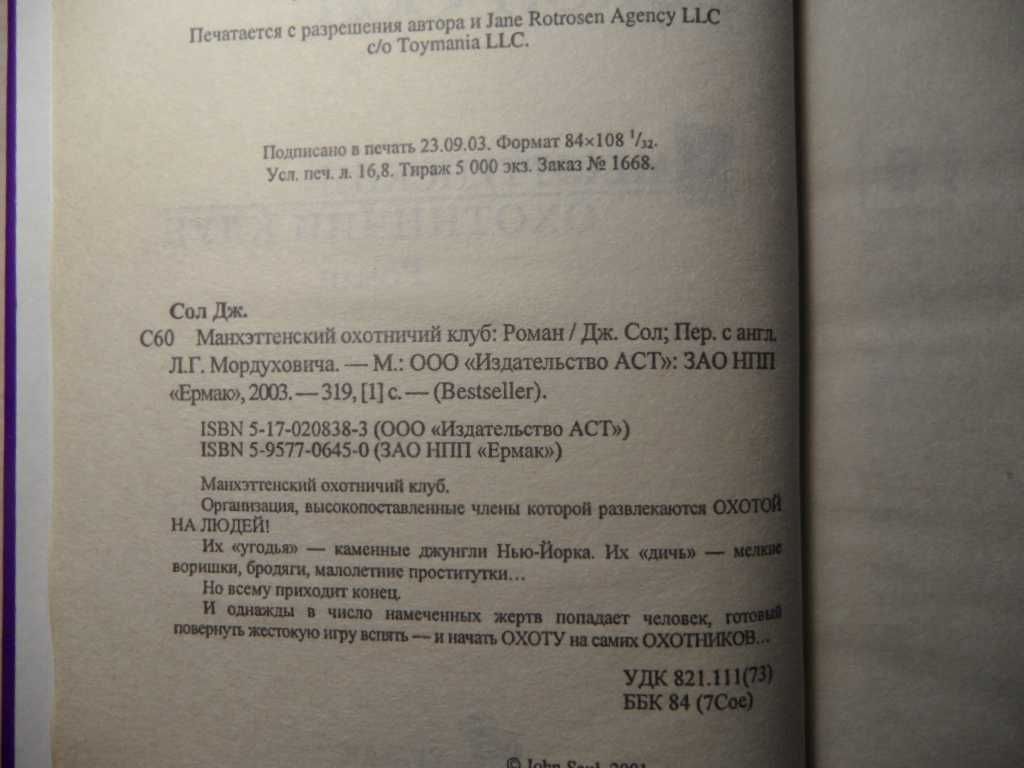 Печатается с разрешения автора и Jane Rotrosen Agency LLC
c/o Toymania LLC.
Подписано в печать 23.09.03. Формат 84×108 ¹/₃₂.
Усл. печ. л. 16,8. Тираж 5 000 экз. Заказ № 1668.
Сол Дж.
С60 Манхэттенский охотничий клуб: Роман / Дж. Сол; Пер. с англ.
Л.Г. Мордуховича. — М.: ООО «Издательство АСТ»: ЗАО НПП
«Ермак», 2003. — 319, [1] с. — (Bestseller).
ISBN 5-17-020838-3 (ООО «Издательство АСТ»)
ISBN 5-9577-0645-0 (ЗАО НПП «Ермак»)
Манхэттенский охотничий клуб.
Организация, высокопоставленные члены которой развлекаются ОХОТОЙ
НА ЛЮДЕЙ!
Их «угодья» — каменные джунгли Нью-Йорка. Их «дичь» — мелкие
воришки, бродяги, малолетние проститутки...
Но всему приходит конец.
И однажды в число намеченных жертв попадает человек, готовый
повернуть жестокую игру вспять — и начать ОХОТУ на самих ОХОТНИКОВ...
УДК 821.111(73)
ББК 84 (7Сое)
© John Saul, 2001